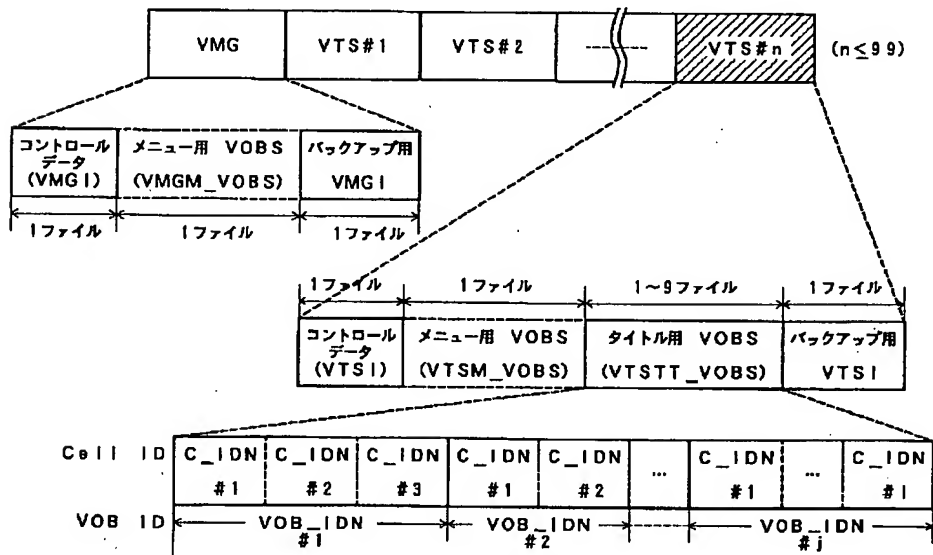 VMG VTS#1 VTS#2 VTS#n (n≤99)
コントロール データ (VMGI)
メニュー用 VOBS (VMGM_VOBS)
バックアップ用 VMGI
1ファイル 1ファイル 1ファイル
1ファイル 1ファイル 1~9ファイル 1ファイル
コントロール データ (VTSI)
メニュー用 VOBS (VTSM_VOBS)
タイトル用 VOBS (VTSTT_VOBS)
バックアップ用 VTSI
Cell ID C_IDN C_IDN C_IDN C_IDN C_IDN ... C_IDN ... C_IDN
#1 #2 #3 #1 #2 #1 #I
VOB ID VOB_IDN VOB_IDN VOB_IDN
#1 #2 #j